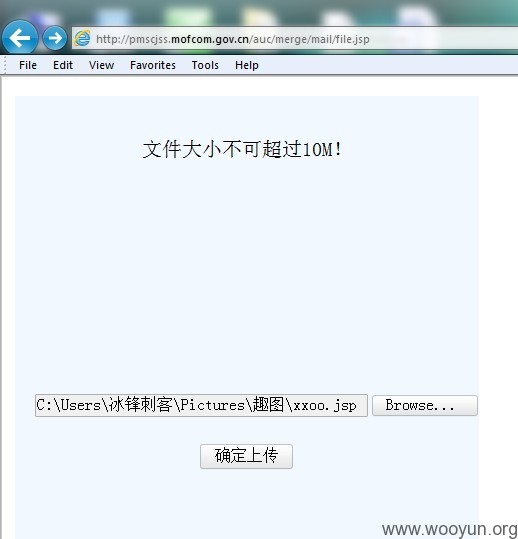 http://pmscjss.mofcom.gov.cn/auc/merge/mail/file.jsp
File Edit View Favorites Tools Help
文件大小不可超过10M!
C:\Users\冰锋刺客\Pictures\趣图\xxoo.jsp Browse...
确定上传
www.wooyun.org